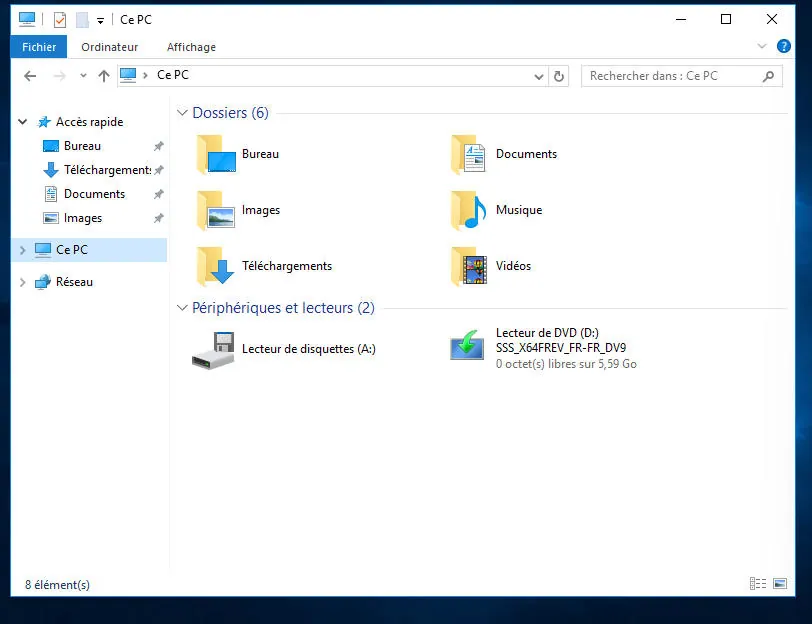 Ce PC
Fichier
Ordinateur
Affichage
Ce PC
Rechercher dans : Ce PC
Accès rapide
Bureau
Téléchargements
Documents
Images
Ce PC
Réseau
Dossiers (6)
Bureau
Documents
Images
Musique
Téléchargements
Vidéos
Périphériques et lecteurs (2)
Lecteur de disquettes (A:)
Lecteur de DVD (D:)
SSS_X64FREV_FR-FR_DV9
0 octet(s) libres sur 5,59 Go
8 élément(s)